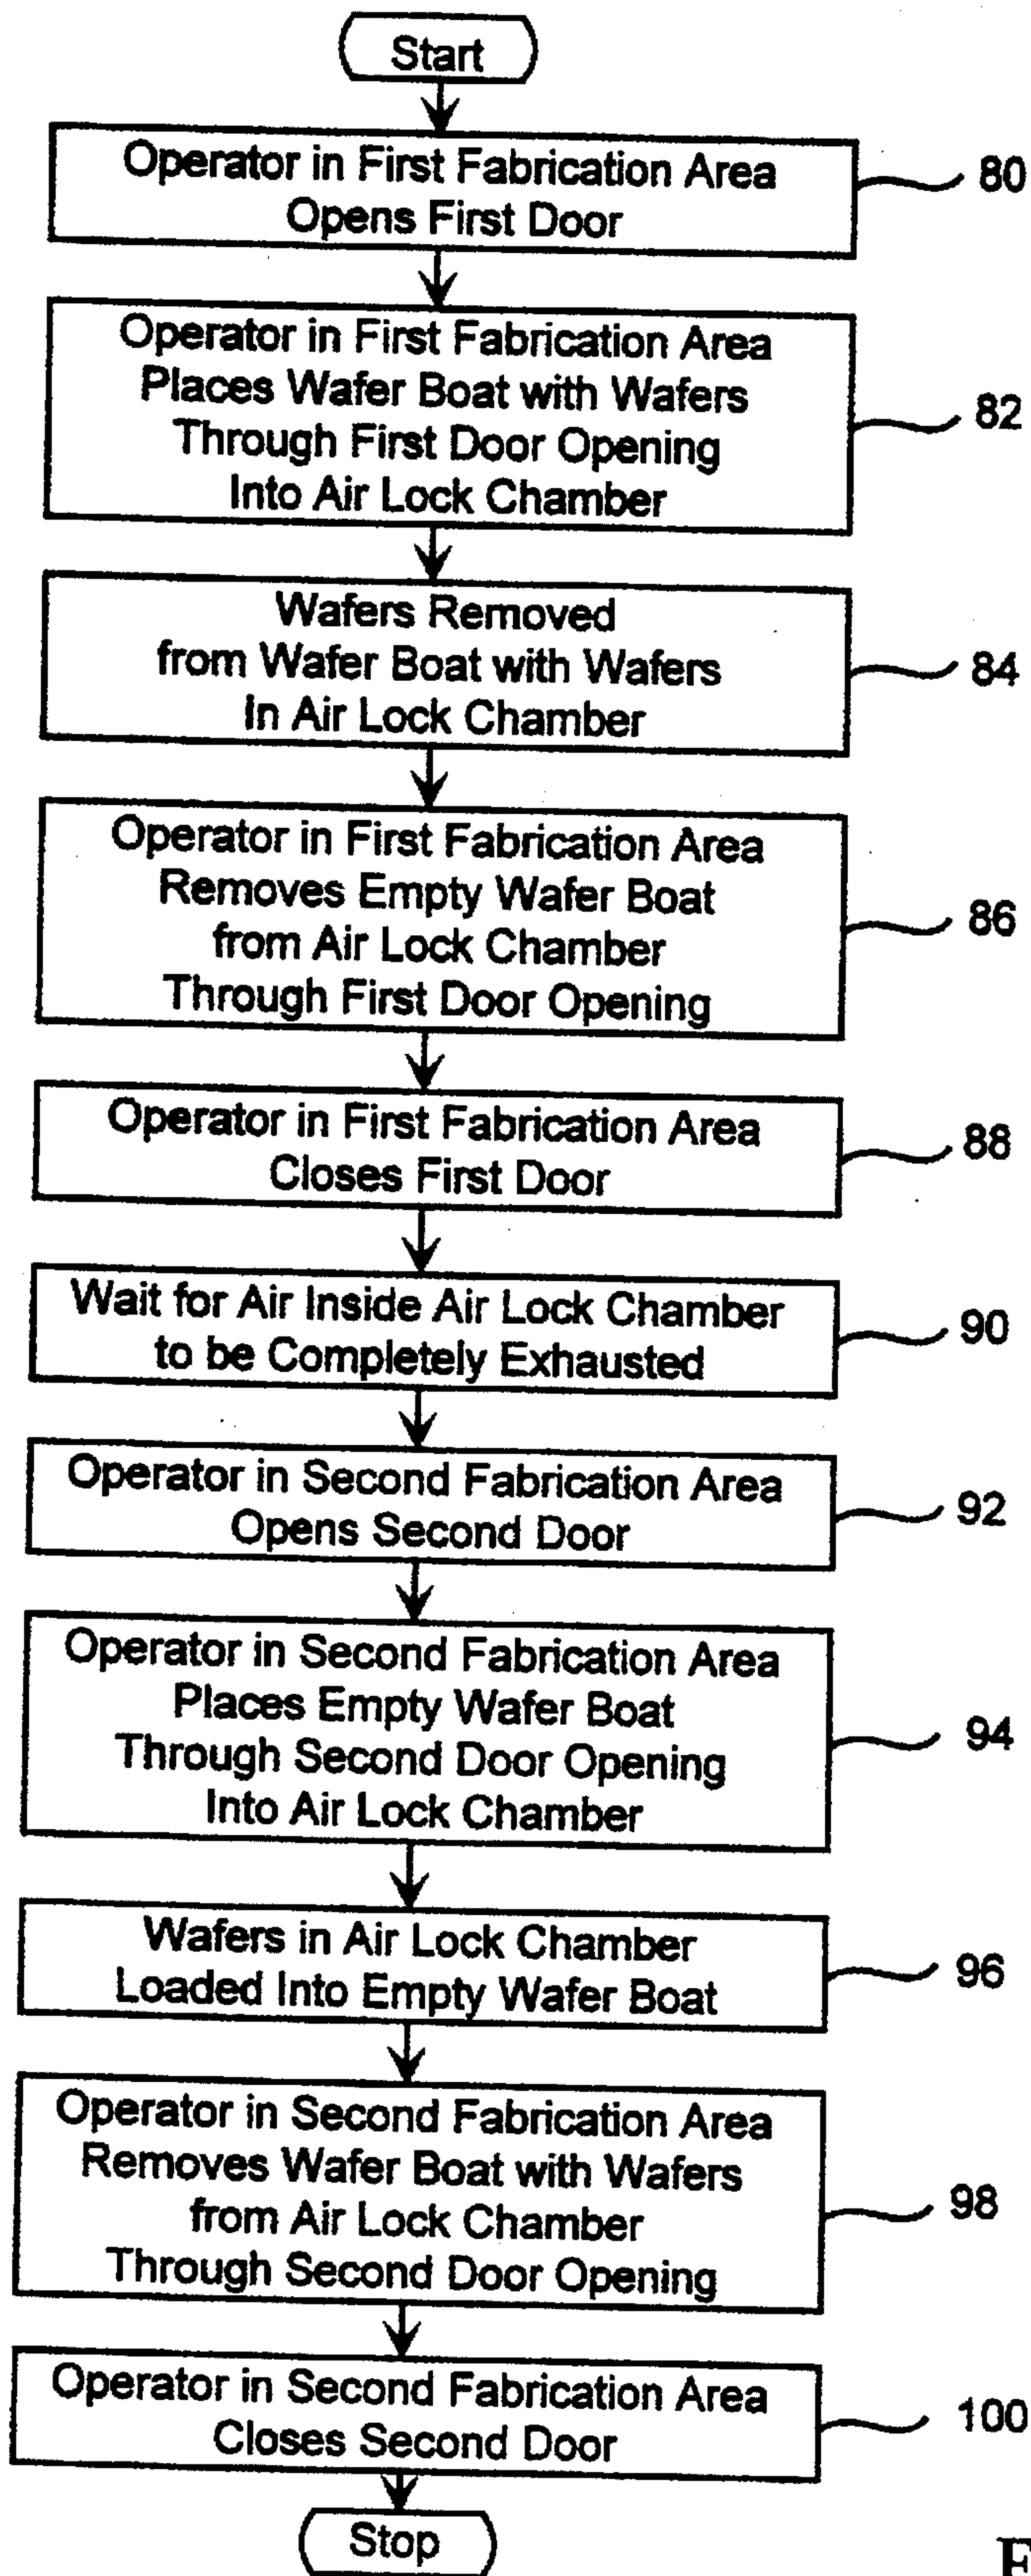 Start
Operator in First Fabrication Area
Opens First Door
80
Operator in First Fabrication Area
Places Wafer Boat with Wafers
Through First Door Opening
Into Air Lock Chamber
82
Wafers Removed
from Wafer Boat with Wafers
In Air Lock Chamber
84
Operator in First Fabrication Area
Removes Empty Wafer Boat
from Air Lock Chamber
Through First Door Opening
86
Operator in First Fabrication Area
Closes First Door
88
Wait for Air Inside Air Lock Chamber
to be Completely Exhausted
90
Operator in Second Fabrication Area
Opens Second Door
92
Operator in Second Fabrication Area
Places Empty Wafer Boat
Through Second Door Opening
Into Air Lock Chamber
94
Wafers in Air Lock Chamber
Loaded Into Empty Wafer Boat
96
Operator in Second Fabrication Area
Removes Wafer Boat with Wafers
from Air Lock Chamber
Through Second Door Opening
98
Operator in Second Fabrication Area
Closes Second Door
100
Stop